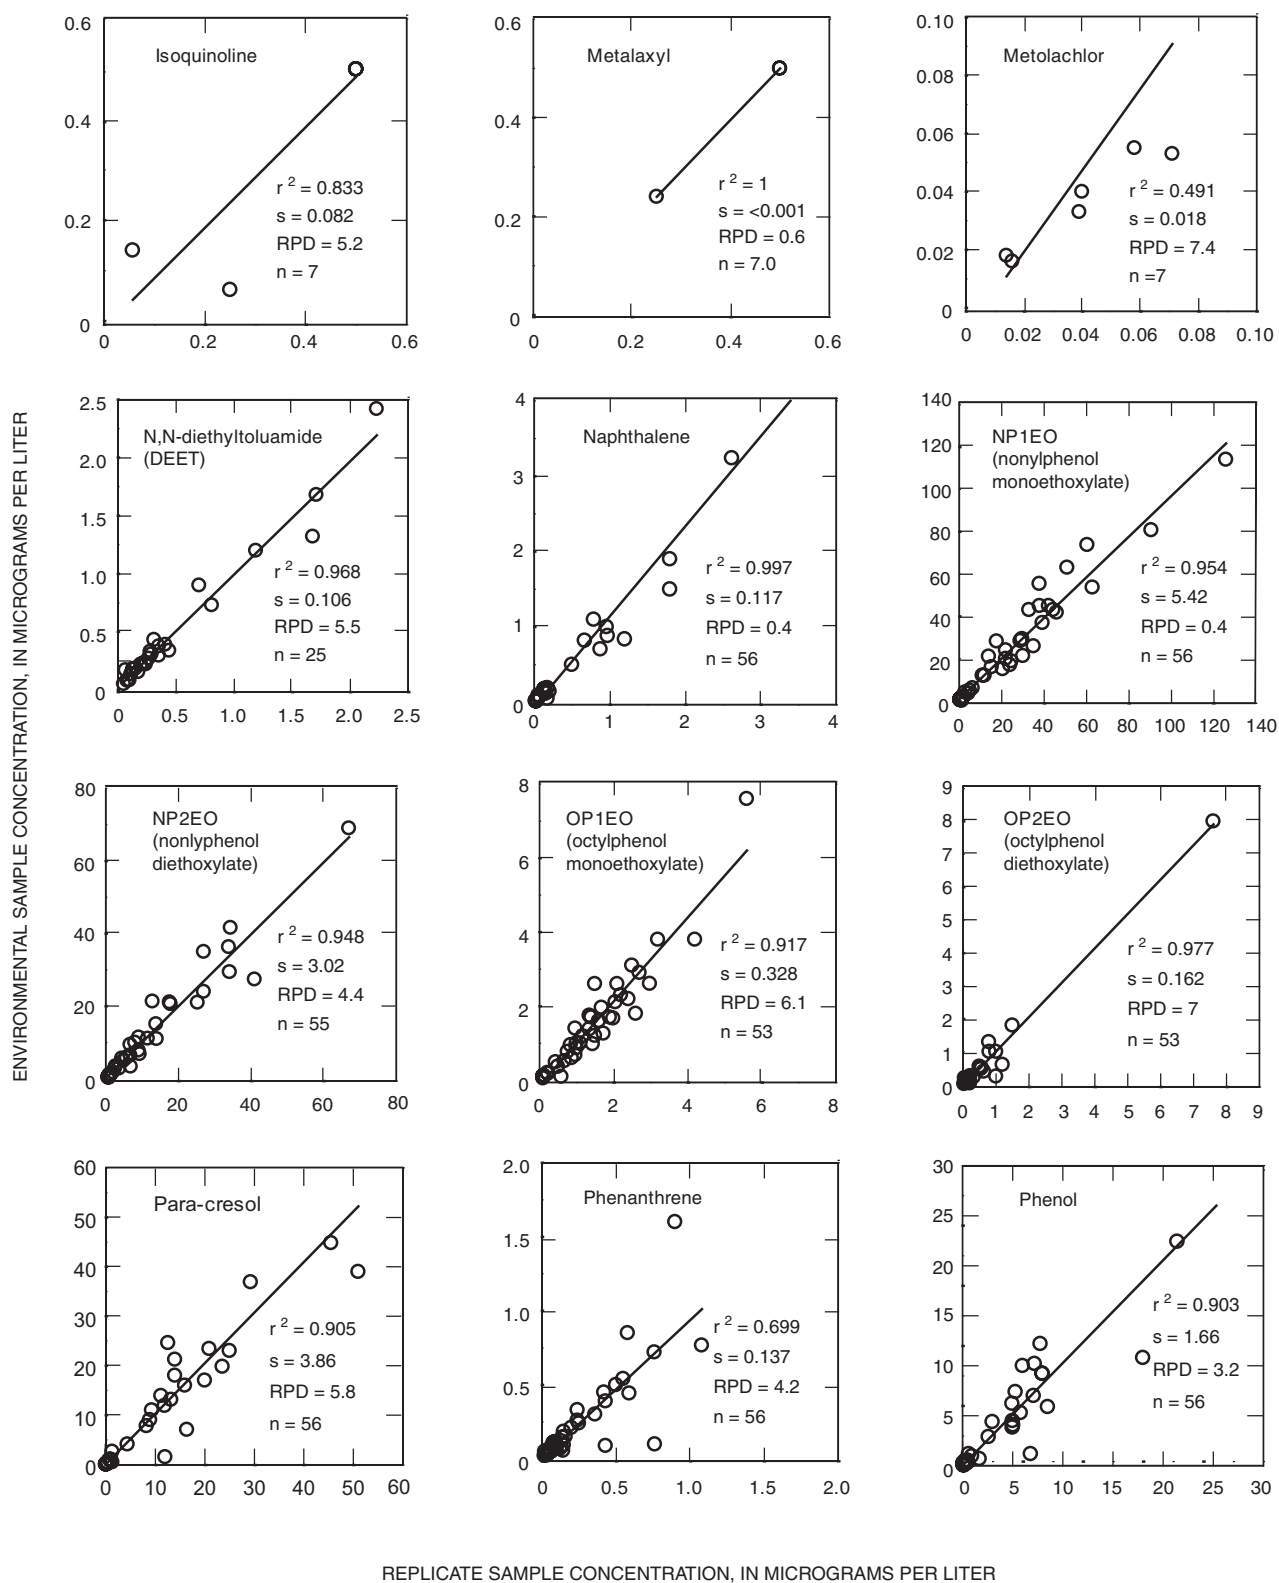 ENVIRONMENTAL SAMPLE CONCENTRATION, IN MICROGRAMS PER LITER
Isoquinoline
0.6
0.4
0.2
0
r 2 = 0.833
s = 0.082
RPD = 5.2
n = 7
0 0.2 0.4 0.6
Metalaxyl
0.6
0.4
0.2
0
r 2 = 1
s = <0.001
RPD = 0.6
n = 7.0
0 0.2 0.4 0.6
Metolachlor
0.10
0.08
0.06
0.04
0.02
0
r 2 = 0.491
s = 0.018
RPD = 7.4
n =7
0 0.02 0.04 0.06 0.08 0.10
N,N-diethyltoluamide
(DEET)
2.5
2.0
1.5
1.0
0.5
0
r 2 = 0.968
s = 0.106
RPD = 5.5
n = 25
0 0.5 1.0 1.5 2.0 2.5
Naphthalene
4
3
2
1
0
r 2 = 0.997
s = 0.117
RPD = 0.4
n = 56
0 1 2 3 4
NP1EO
(nonylphenol
monoethoxylate)
140
120
100
80
60
40
20
0
r 2 = 0.954
s = 5.42
RPD = 0.4
n = 56
0 20 40 60 80 100 120 140
NP2EO
(nonlyphenol
diethoxylate)
80
60
40
20
0
r 2 = 0.948
s = 3.02
RPD = 4.4
n = 55
0 20 40 60 80
OP1EO
(octylphenol
monoethoxylate)
8
6
4
2
0
r 2 = 0.917
s = 0.328
RPD = 6.1
n = 53
0 2 4 6 8
OP2EO
(octylphenol
diethoxylate)
9
8
7
6
5
4
3
2
1
0
r 2 = 0.977
s = 0.162
RPD = 7
n = 53
0 1 2 3 4 5 6 7 8 9
Para-cresol
60
50
40
30
20
10
0
r 2 = 0.905
s = 3.86
RPD = 5.8
n = 56
0 10 20 30 40 50 60
Phenanthrene
2.0
1.5
1.0
0.5
0
r 2 = 0.699
s = 0.137
RPD = 4.2
n = 56
0 0.5 1.0 1.5 2.0
Phenol
30
25
20
15
10
5
0
r 2 = 0.903
s = 1.66
RPD = 3.2
n = 56
0 5 10 15 20 25 30
REPLICATE SAMPLE CONCENTRATION, IN MICROGRAMS PER LITER